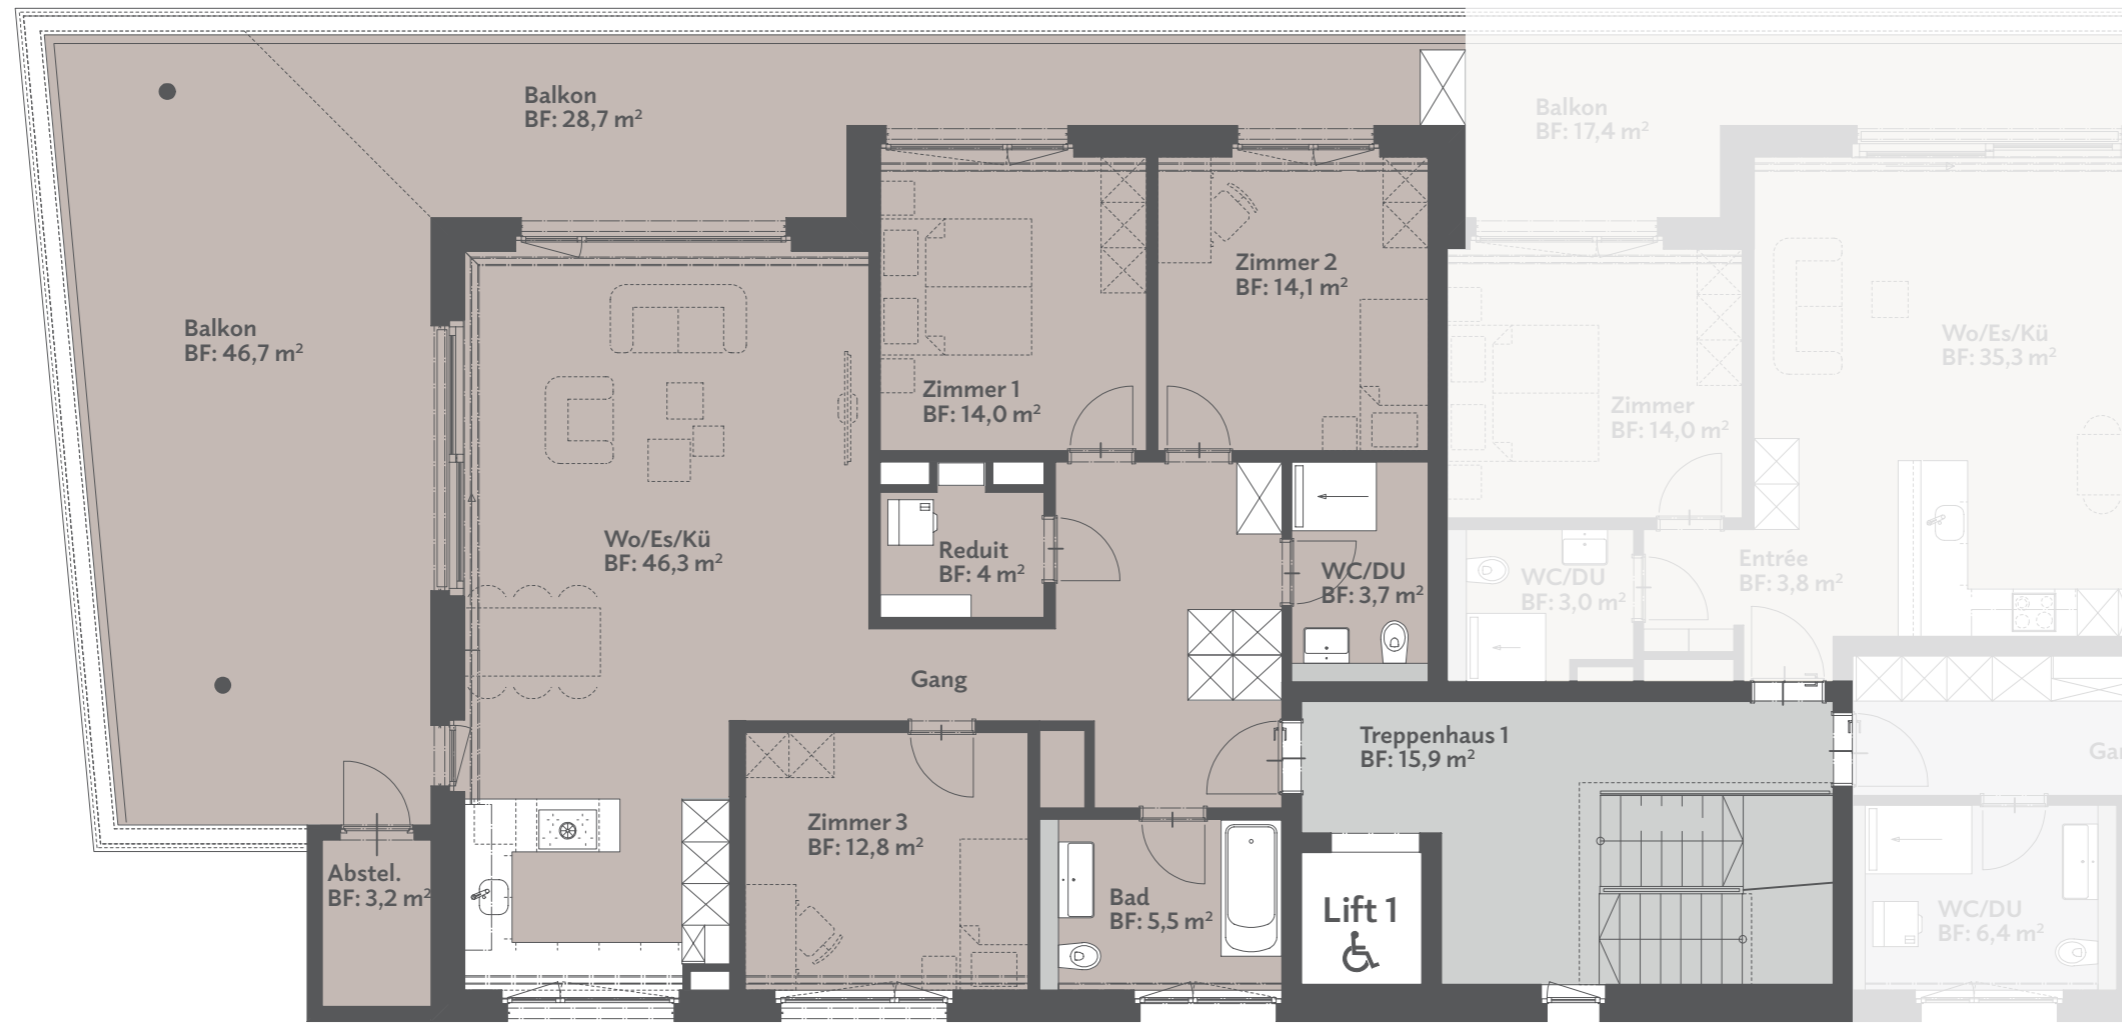 Balkon
BF: 28,7 m²
Balkon
BF: 46,7 m²
Wo/Es/Kü
BF: 46,3 m²
Zimmer 1
BF: 14,0 m²
Zimmer 2
BF: 14,1 m²
Reduit
BF: 4 m²
WC/DU
BF: 3,7 m²
Gang
Zimmer 3
BF: 12,8 m²
Abstel.
BF: 3,2 m²
Bad
BF: 5,5 m²
Treppenhaus 1
BF: 15,9 m²
Lift 1
Balkon
BF: 17,4 m²
Wo/Es/Kü
BF: 35,3 m²
Zimmer
BF: 14,0 m²
WC/DU
BF: 3,0 m²
Entrée
BF: 3,8 m²
Gan
WC/DU
BF: 6,4 m²